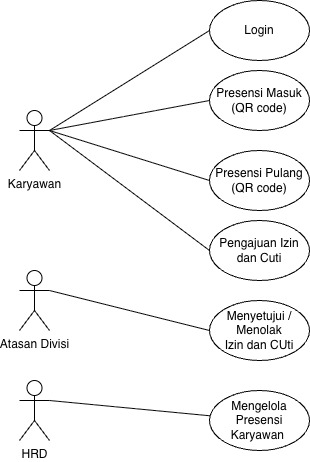 Login
Presensi Masuk
(QR code)
Karyawan
Presensi Pulang
(QR code)
Pengajuan Izin
dan Cuti
Atasan Divisi
Menyetujui /
Menolak
Izin dan CUti
HRD
Mengelola
Presensi
Karyawan